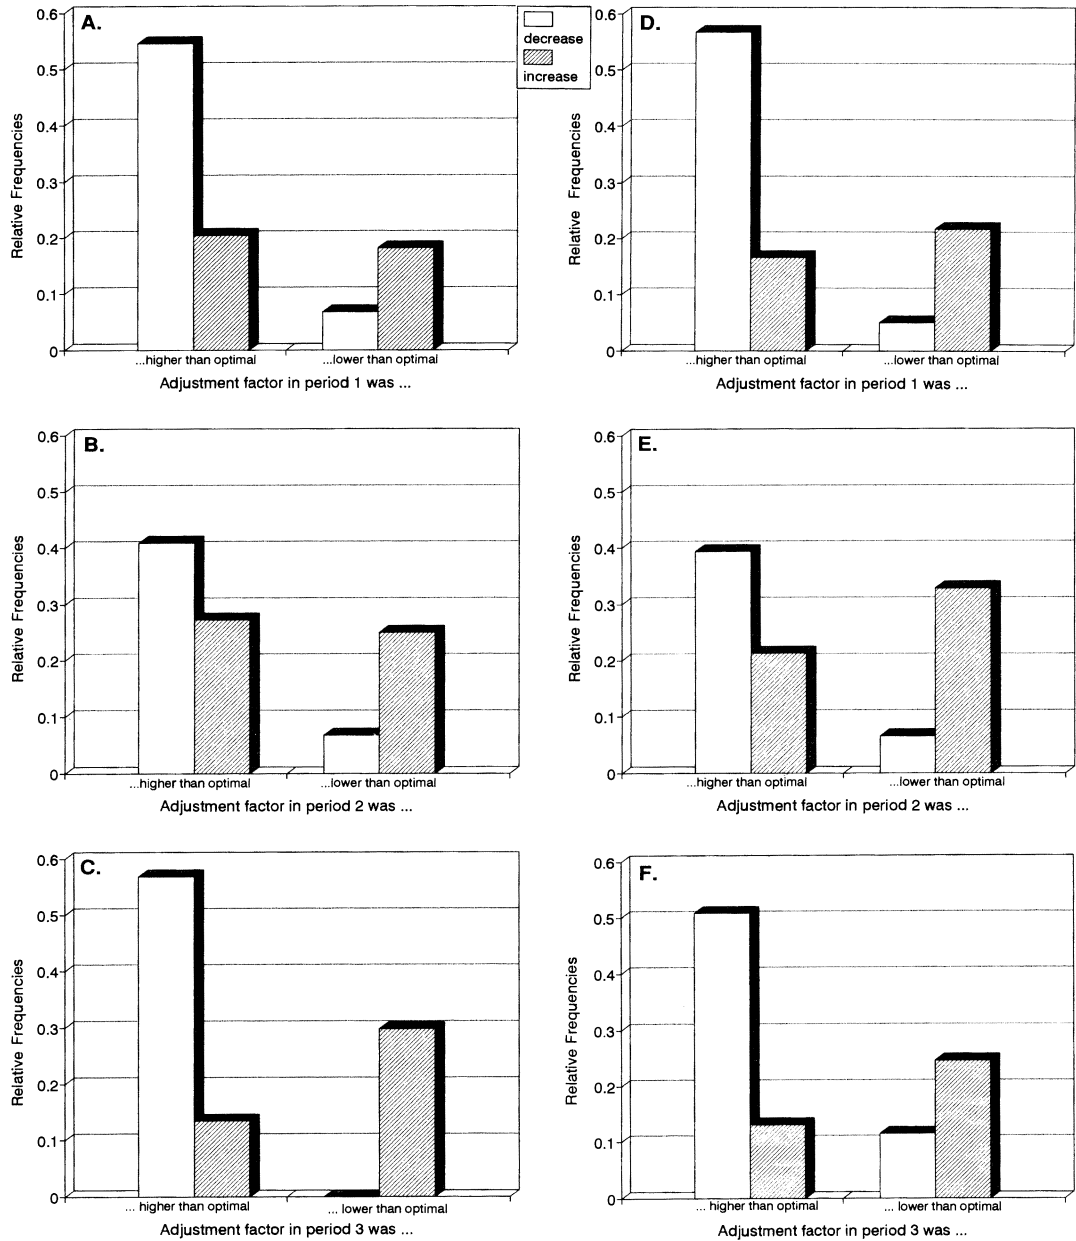 A.
0.6
0.5
0.4
0.3
0.2
0.1
0
Relative Frequencies
...higher than optimal
...lower than optimal
Adjustment factor in period 1 was ...
decrease
increase
D.
0.6
0.5
0.4
0.3
0.2
0.1
0
Relative Frequencies
...higher than optimal
...lower than optimal
Adjustment factor in period 1 was ...
B.
0.6
0.5
0.4
0.3
0.2
0.1
0
Relative Frequencies
...higher than optimal
...lower than optimal
Adjustment factor in period 2 was ...
E.
0.6
0.5
0.4
0.3
0.2
0.1
0
Relative Frequencies
...higher than optimal
...lower than optimal
Adjustment factor in period 2 was ...
C.
0.6
0.5
0.4
0.3
0.2
0.1
0
Relative Frequencies
... higher than optimal
... lower than optimal
Adjustment factor in period 3 was ...
F.
0.6
0.5
0.4
0.3
0.2
0.1
0
Relative Frequencies
... higher than optimal
... lower than optimal
Adjustment factor in period 3 was ...